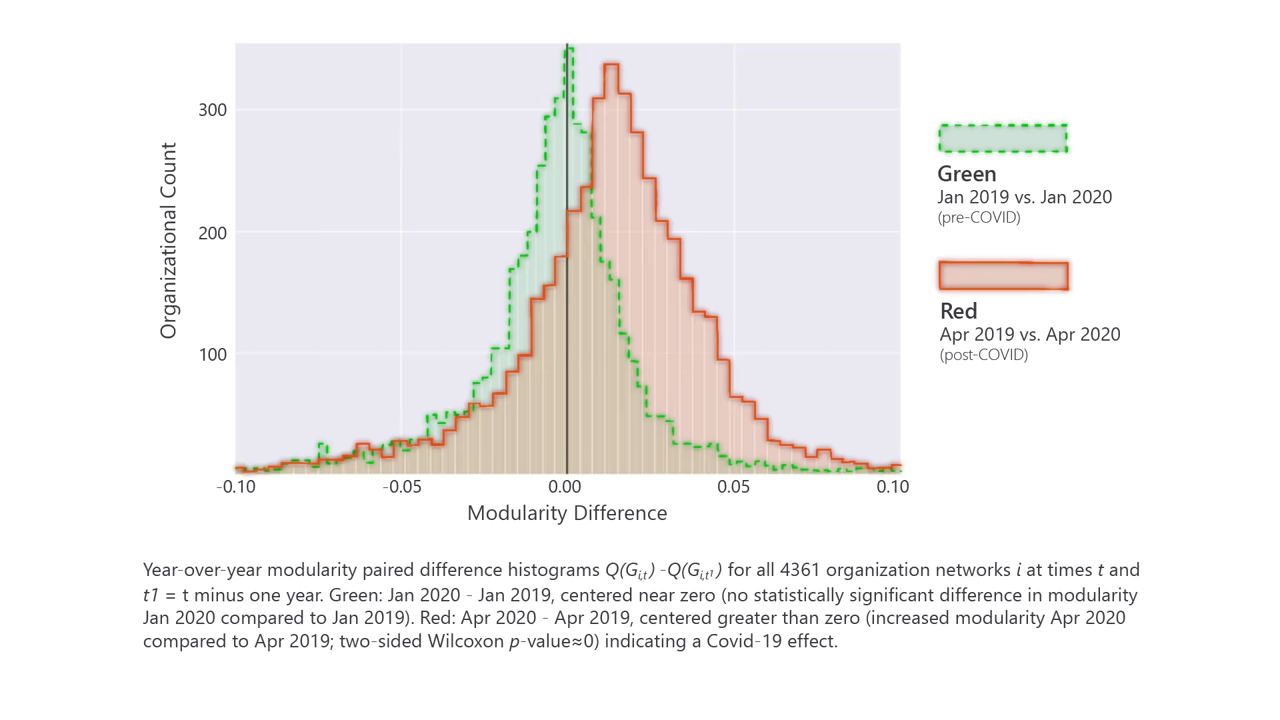 300
200
100
Organizational Count
-0.10
-0.05
0.00
0.05
0.10
Modularity Difference
Green
Jan 2019 vs. Jan 2020
(pre-COVID)
Red
Apr 2019 vs. Apr 2020
(post-COVID)
Year-over-year modularity paired difference histograms Q(Gi,t) -Q(Gi,t1) for all 4361 organization networks i at times t and
t1 = t minus one year. Green: Jan 2020 - Jan 2019, centered near zero (no statistically significant difference in modularity
Jan 2020 compared to Jan 2019). Red: Apr 2020 - Apr 2019, centered greater than zero (increased modularity Apr 2020
compared to Apr 2019; two-sided Wilcoxon p-value≈0) indicating a Covid-19 effect.